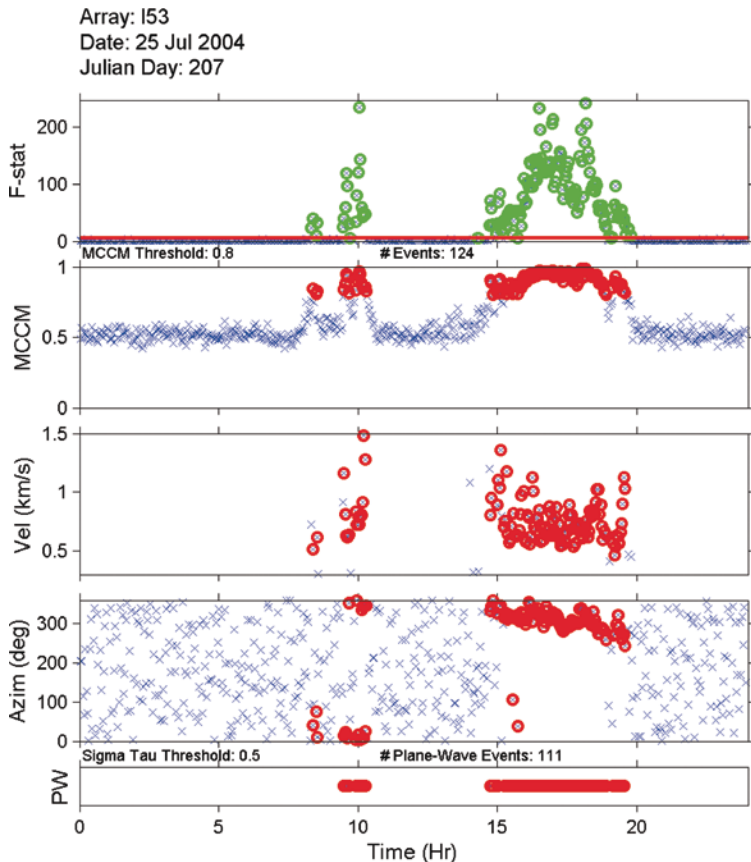 Array: I53
Date: 25 Jul 2004
Julian Day: 207
F-stat
200
100
0
MCCM Threshold: 0.8 # Events: 124
MCCM
1
0.5
0
Vel (km/s)
1.5
1
0.5
Azim (deg)
300
200
100
0
Sigma Tau Threshold: 0.5 # Plane-Wave Events: 111
PW
0 5 10 15 20
Time (Hr)